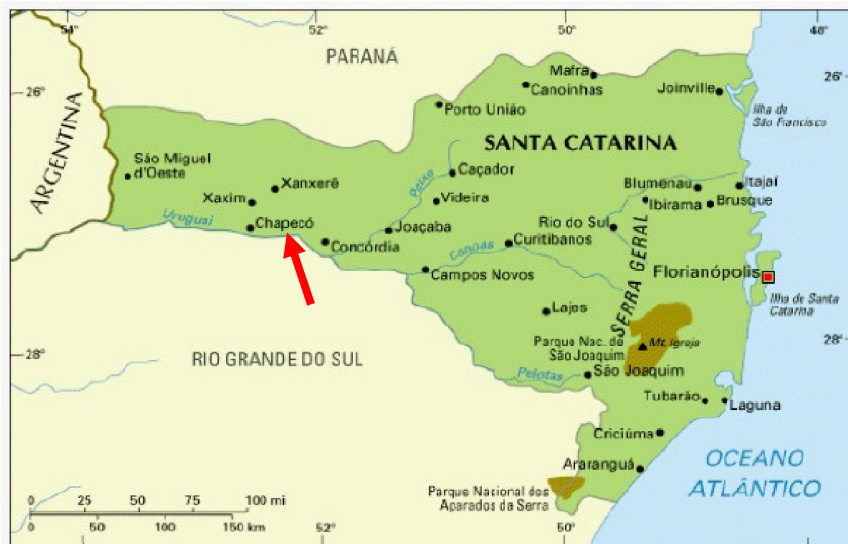 54°
52°
50°
48°
PARANÁ
26°
26°
Mafra
Canoinhas
Joinville
Porto União
Ilha de
São Francisco
ARGENTINA
SANTA CATARINA
São Miguel
d'Oeste
Xanxerê
Xaxim
Caçador
Peixe
Videira
Blumenau
Itajaí
Ibirama
Brusque
Uruguai
Chapecó
Joaçaba
Rio do Sul
Concórdia
Canoas
Curitibanos
SERRA GERAL
Campos Novos
Florianópolis
Ilha de Santa
Catarina
Lajes
28°
28°
RIO GRANDE DO SUL
Parque Nac. de
São Joaquim
Mt. Igreja
Pelotas
São Joaquim
Tubarão
Laguna
Criciúma
Araranguá
OCEANO
ATLÂNTICO
Parque Nacional dos
Aparados da Serra
0 25 50 75 100 mi
0 50 100 150 km
52°
50°
48°